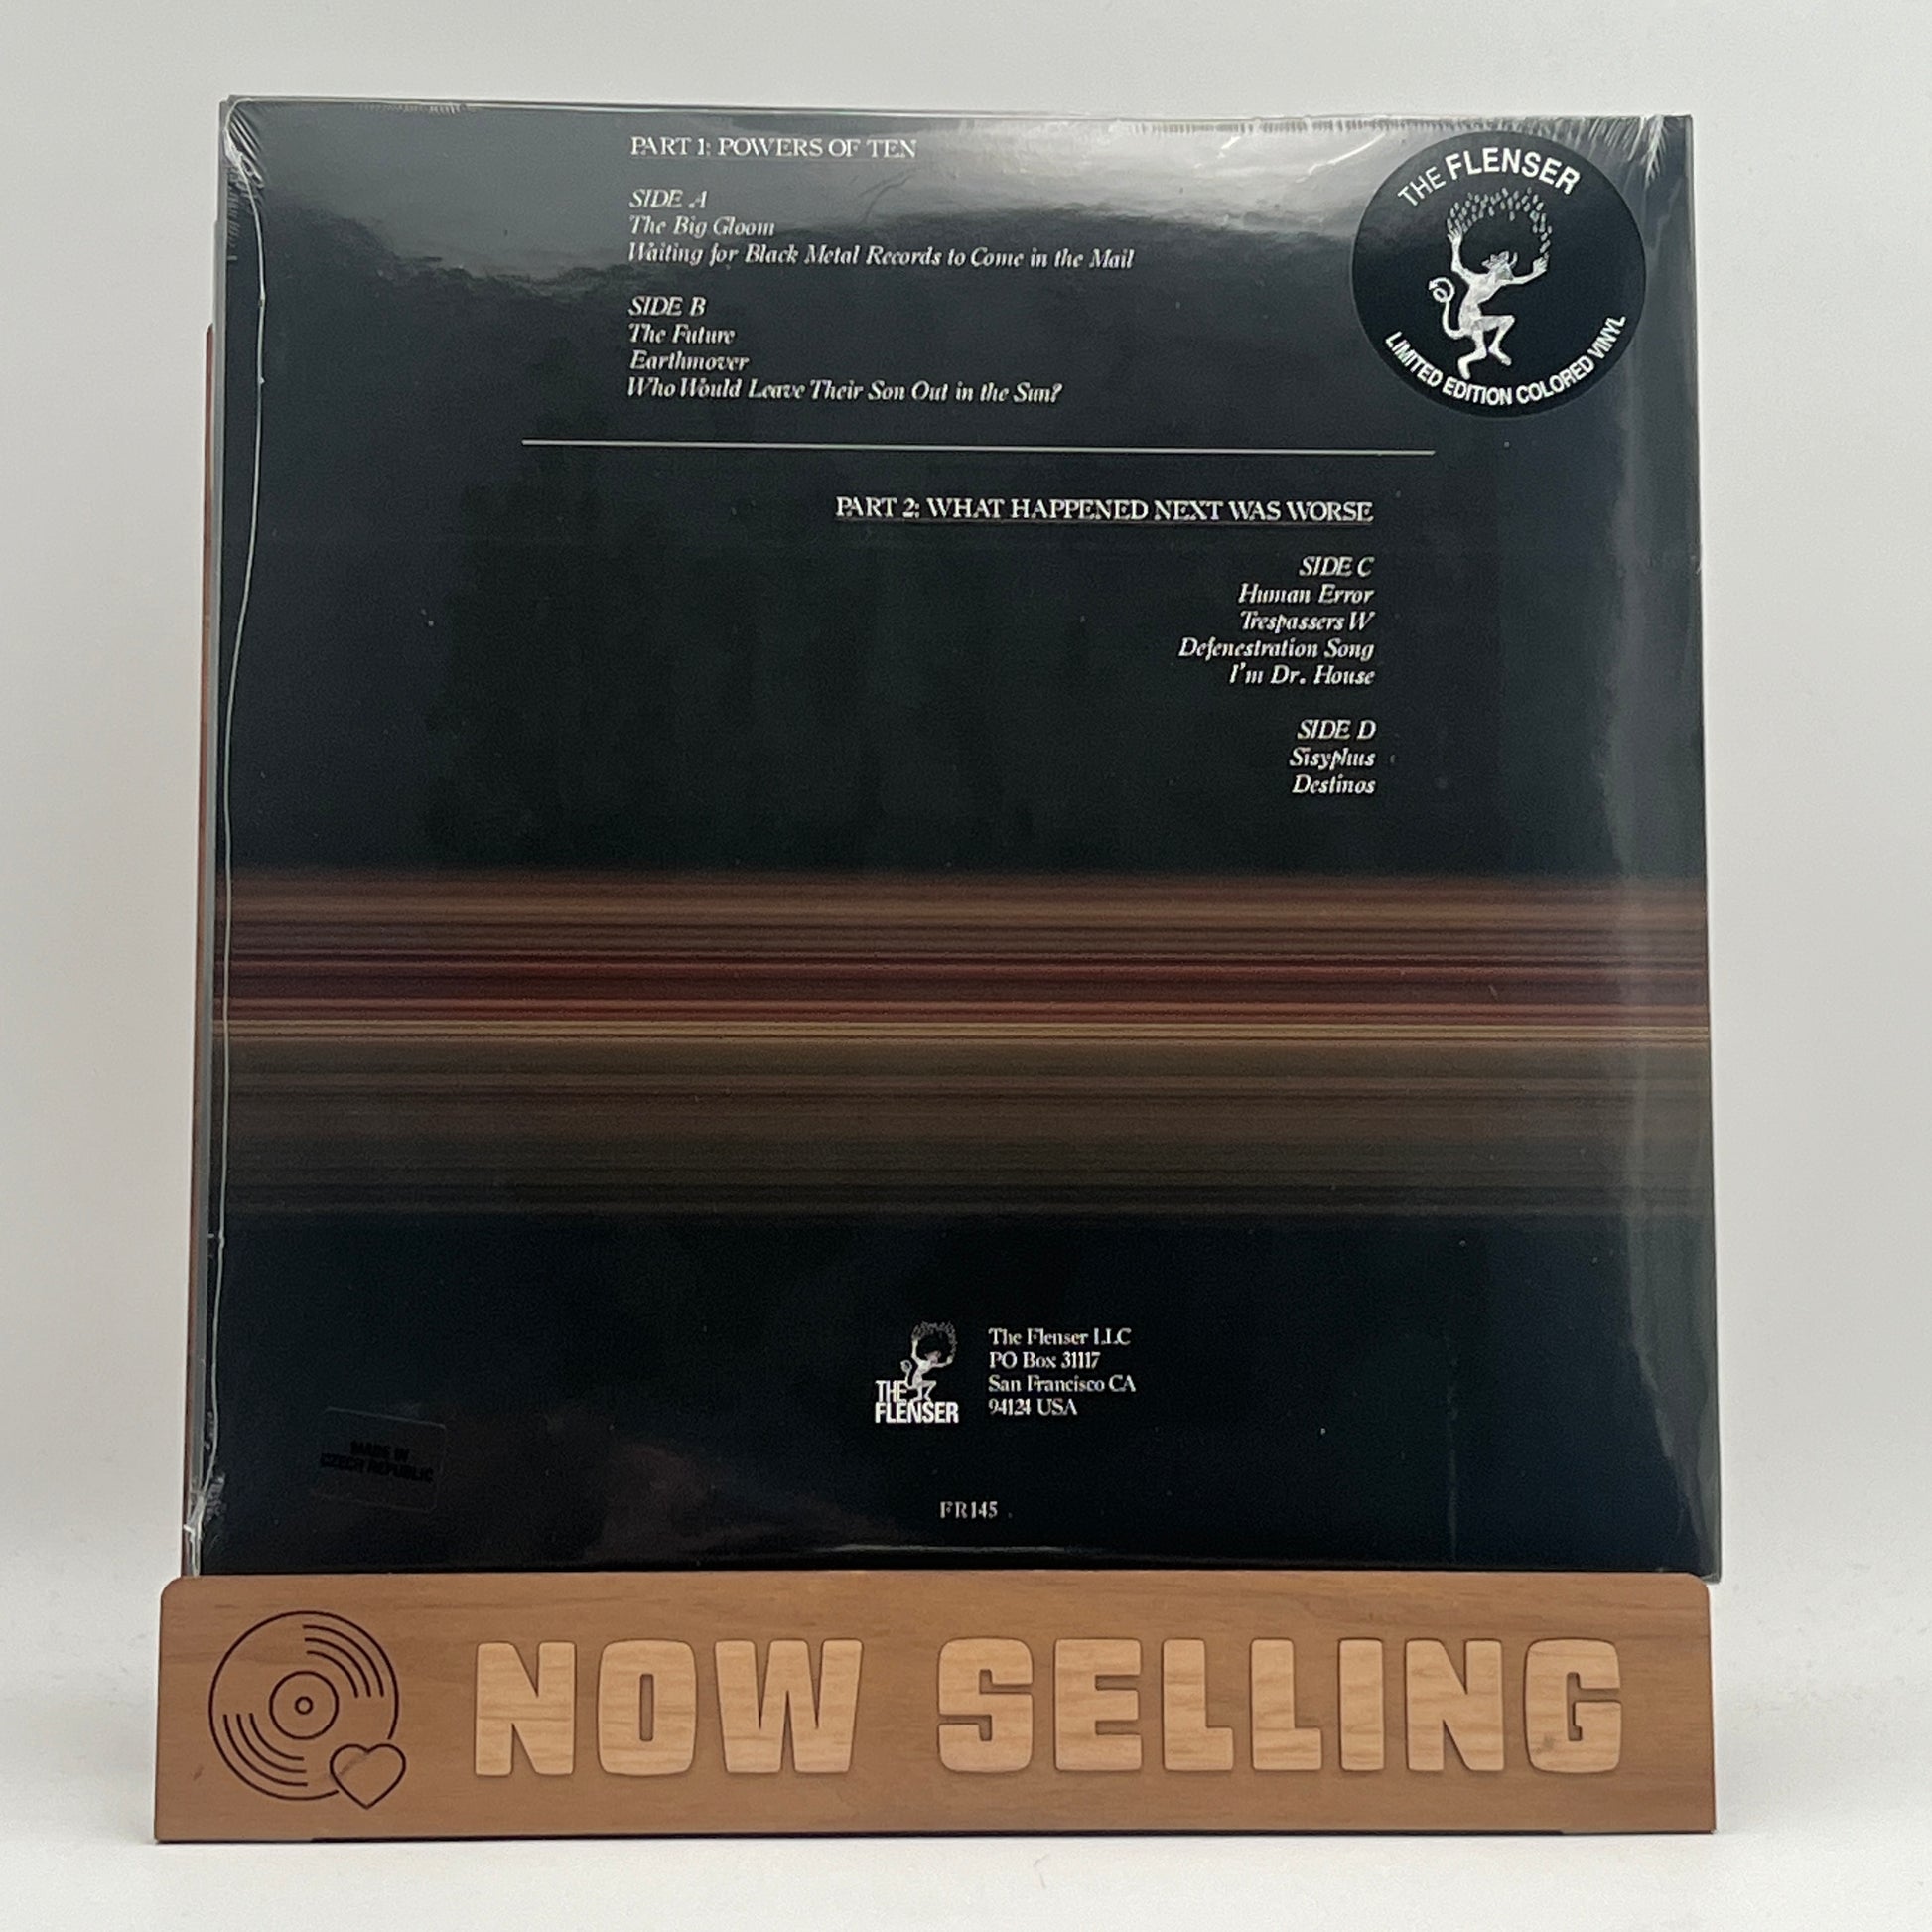 PART 1: POWERS OF TEN
SIDE A
The Big Gloom
Waiting for Black Metal Records to Come in the Mail
SIDE B
The Future
Earthmover
Who Would Leave Their Son Out in the Sun?
THE FLENSER
LIMITED EDITION COLORED VINYL
PART 2: WHAT HAPPENED NEXT WAS WORSE
SIDE C
Human Error
Trespassers W
Defenestration Song
I'm Dr. House
SIDE D
Sisyphus
Destinos
THE
FLENSER
The Flenser LLC
PO Box 31117
San Francisco CA
94124 USA
MADE IN
CZECH REPUBLIC
FR145
NOW SELLING